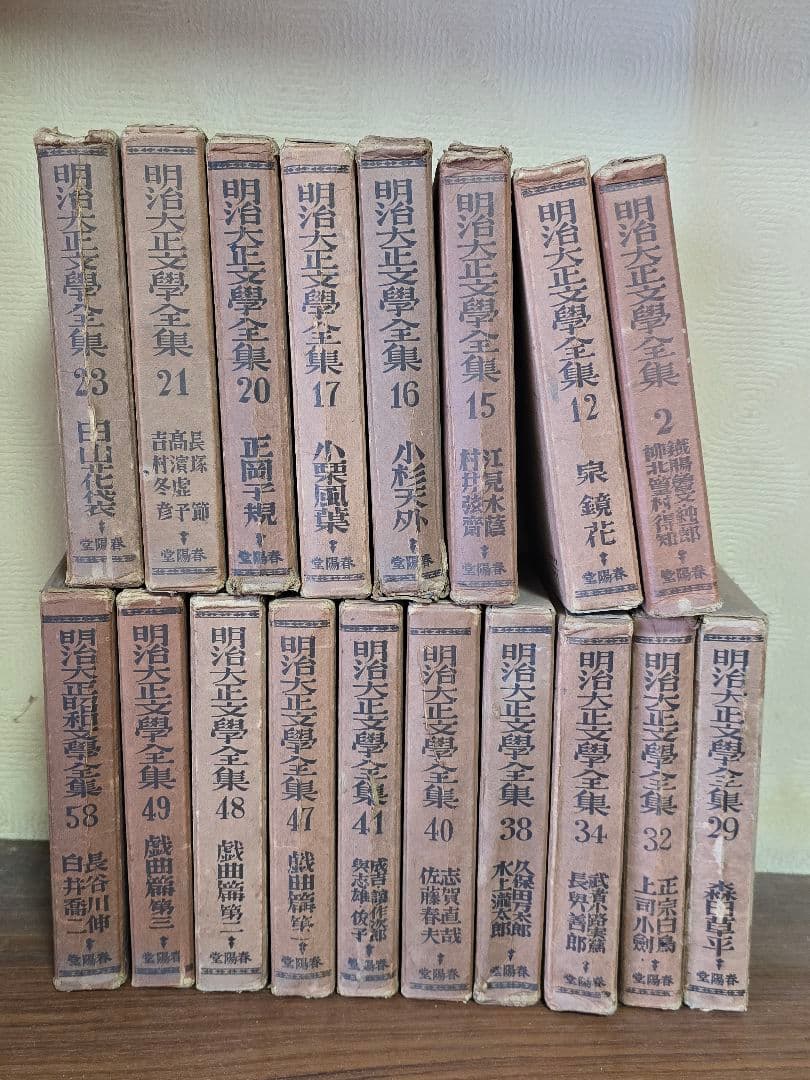 明治大正文學全集
23
田山花袋
春陽堂
明治大正文學全集
21
長塚節
高濱虚子
吉村冬彦
春陽堂
明治大正文學全集
20
正岡子規
春陽堂
明治大正文學全集
17
小栗風葉
春陽堂
明治大正文學全集
16
小杉天外
春陽堂
明治大正文學全集
15
江見水蔭
村井弦齋
春陽堂
明治大正文學全集
12
泉鏡花
春陽堂
明治大正文學全集
2
柳北篁村得知
春陽堂
明治大正昭和文學全集
58
長谷川伸
白井喬二
春陽堂
明治大正文學全集
49
戯曲篇第三
春陽堂
明治大正文學全集
48
戯曲篇第二
春陽堂
明治大正文學全集
47
戯曲篇第一
春陽堂
明治大正文學全集
41
春陽堂
明治大正文學全集
40
志賀直哉
佐藤春夫
春陽堂
明治大正文學全集
38
久保田万太郎
水上瀧太郎
春陽堂
明治大正文學全集
34
武者小路実篤
長與善郎
春陽堂
明治大正文學全集
32
正宗白鳥
上司小劍
春陽堂
明治大正文學全集
29
森田草平
春陽堂